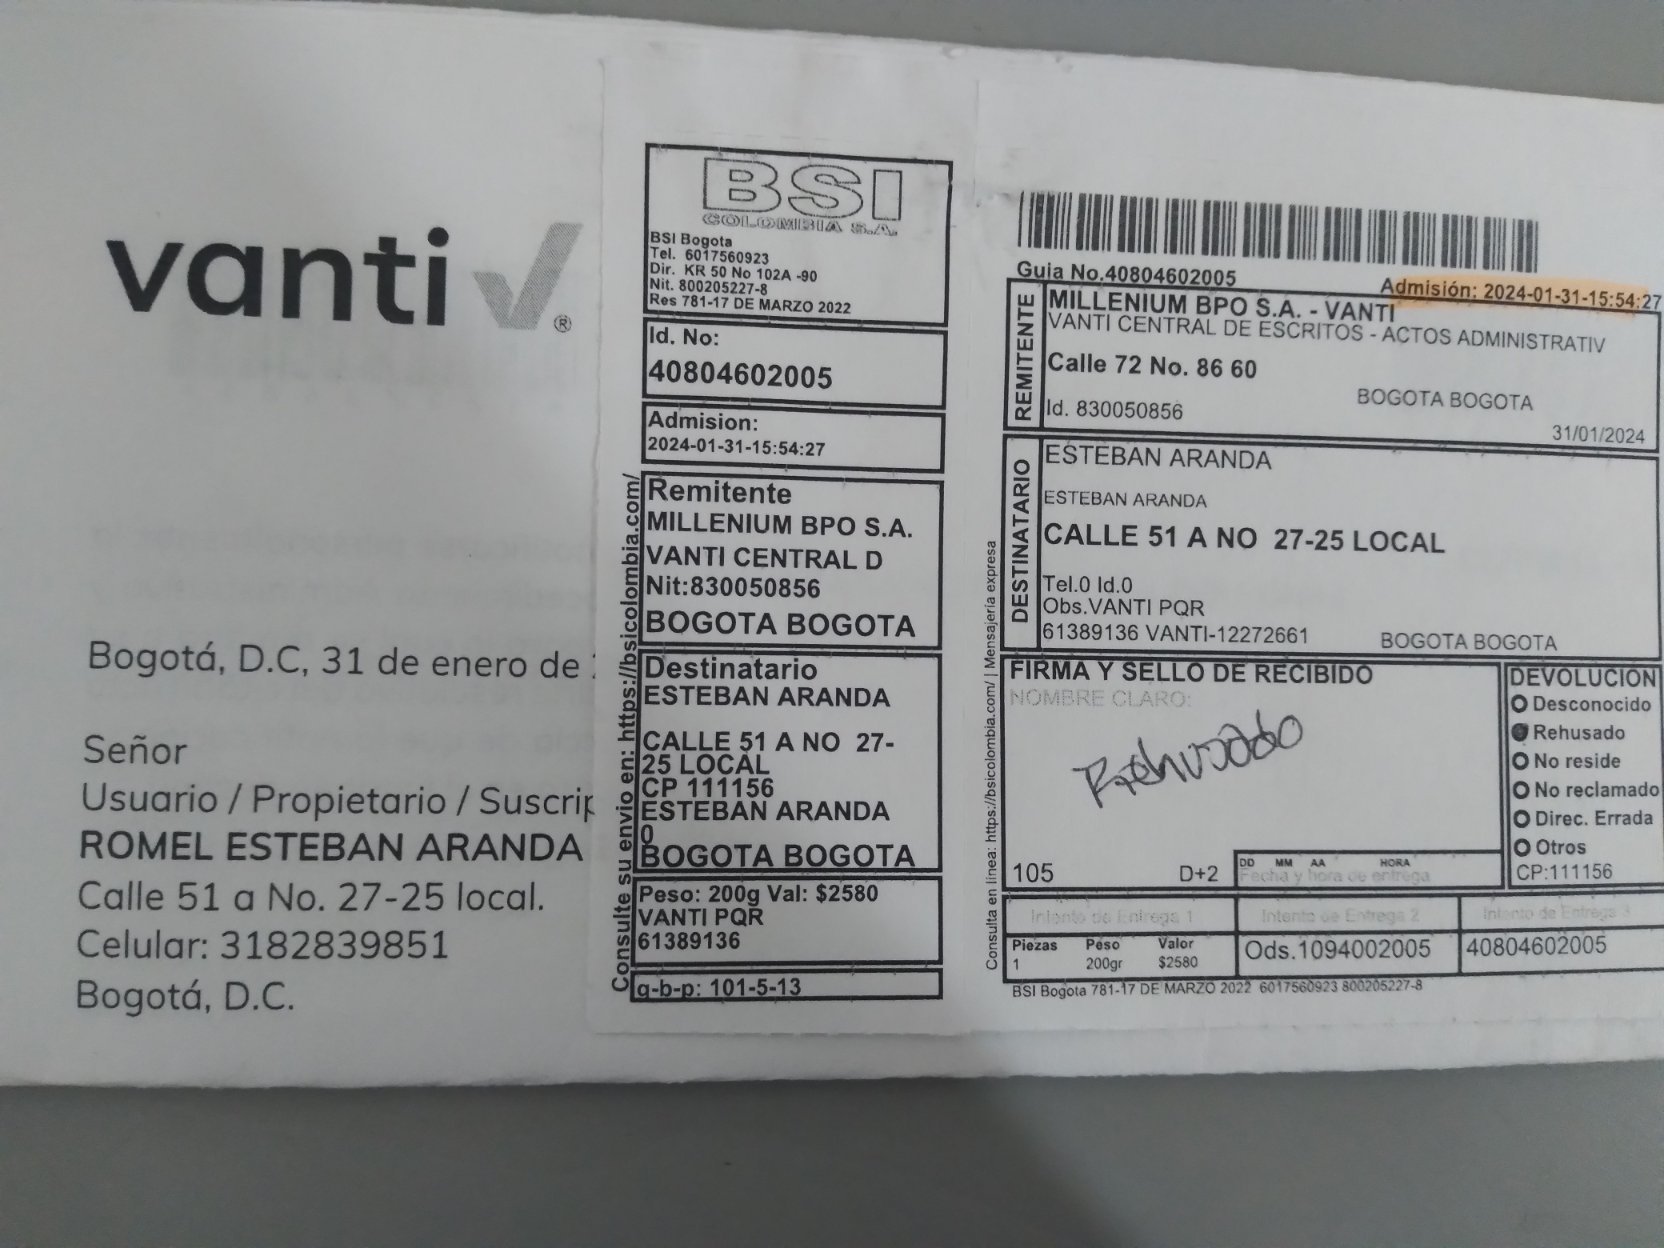 vanti
®
Bogotá, D.C, 31 de enero de
Señor
Usuario / Propietario / Suscrip
ROMEL ESTEBAN ARANDA
Calle 51 a No. 27-25 local.
Celular: 3182839851
Bogotá, D.C.
Consulte su envio en: https://bsicolombia.com/
BSI
COLOMBIA S.A.
BSI Bogota
Tel. 6017560923
Dir. KR 50 No 102A -90
Nit. 800205227-8
Res 781-17 DE MARZO 2022
Id. No:
40804602005
Admision:
2024-01-31-15:54:27
Remitente
MILLENIUM BPO S.A.
VANTI CENTRAL D
Nit:830050856
BOGOTA BOGOTA
Destinatario
ESTEBAN ARANDA
CALLE 51 A NO 27-
25 LOCAL
CP 111156
ESTEBAN ARANDA
0
BOGOTA BOGOTA
Peso: 200g Val: $2580
VANTI PQR
61389136
q-b-p: 101-5-13
Consulta en linea: https://bsicolombia.com/ | Mensajeria expresa
Guia No.40804602005
Admisión: 2024-01-31-15:54:27
REMITENTE
MILLENIUM BPO S.A. - VANTI
VANTI CENTRAL DE ESCRITOS - ACTOS ADMINISTRATIV
Calle 72 No. 86 60
BOGOTA BOGOTA
Id. 830050856
31/01/2024
DESTINATARIO
ESTEBAN ARANDA
ESTEBAN ARANDA
CALLE 51 A NO 27-25 LOCAL
Tel.0 Id.0
Obs.VANTI PQR
61389136 VANTI-12272661
BOGOTA BOGOTA
FIRMA Y SELLO DE RECIBIDO
NOMBRE CLARO:
Rehusado
105
D+2
DD MM AA HORA
Fecha y hora de entrega
DEVOLUCION
Desconocido
Rehusado
No reside
No reclamado
Direc. Errada
Otros
CP:111156
Intento de Entrega 1
Intento de Entrega 2
Intento de Entrega 3
Piezas Peso Valor
1 200gr $2580
Ods.1094002005
40804602005
BSI Bogota 781-17 DE MARZO 2022 6017560923 800205227-8